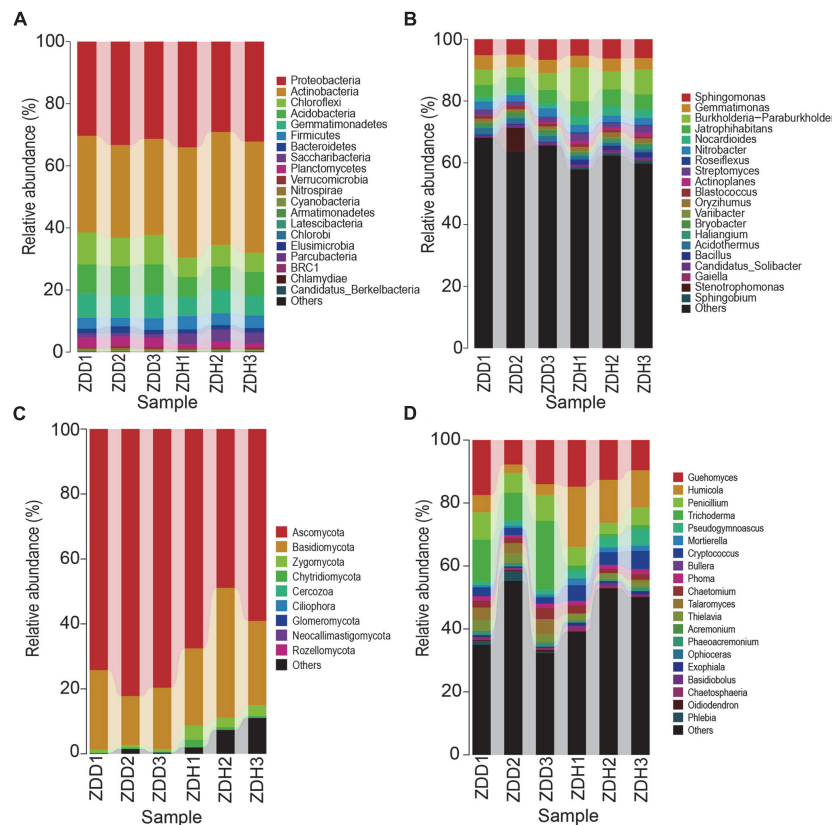 A
Relative abundance (%)
100
80
60
40
20
0
ZDD1
ZDD2
ZDD3
ZDH1
ZDH2
ZDH3
Sample
Proteobacteria
Actinobacteria
Chloroflexi
Acidobacteria
Gemmatimonadetes
Firmicutes
Bacteroidetes
Saccharibacteria
Planctomycetes
Verrucomicrobia
Nitrospirae
Cyanobacteria
Armatimonadetes
Latescibacteria
Chlorobi
Elusimicrobia
Parcubacteria
BRC1
Chlamydiae
Candidatus_Berkelbacteria
Others
B
Relative abundance (%)
100
80
60
40
20
0
ZDD1
ZDD2
ZDD3
ZDH1
ZDH2
ZDH3
Sample
Sphingomonas
Gemmatimonas
Burkholderia-Paraburkholder
Jatrophihabitans
Nocardioides
Nitrobacter
Roseiflexus
Streptomyces
Actinoplanes
Blastococcus
Oryzihumus
Variibacter
Bryobacter
Haliangium
Acidothermus
Bacillus
Candidatus_Solibacter
Gaiella
Stenotrophomonas
Sphingobium
Others
C
Relative abundance (%)
100
80
60
40
20
0
ZDD1
ZDD2
ZDD3
ZDH1
ZDH2
ZDH3
Sample
Ascomycota
Basidiomycota
Zygomycota
Chytridiomycota
Cercozoa
Ciliophora
Glomeromycota
Neocallimastigomycota
Rozellomycota
Others
D
Relative abundance (%)
100
80
60
40
20
0
ZDD1
ZDD2
ZDD3
ZDH1
ZDH2
ZDH3
Sample
Guehomyces
Humicola
Penicillium
Trichoderma
Pseudogymnoascus
Mortierella
Cryptococcus
Bullera
Phoma
Chaetomium
Talaromyces
Thielavia
Acremonium
Phaeoacremonium
Ophioceras
Exophiala
Basidiobolus
Chaetosphaeria
Oidiodendron
Phlebia
Others